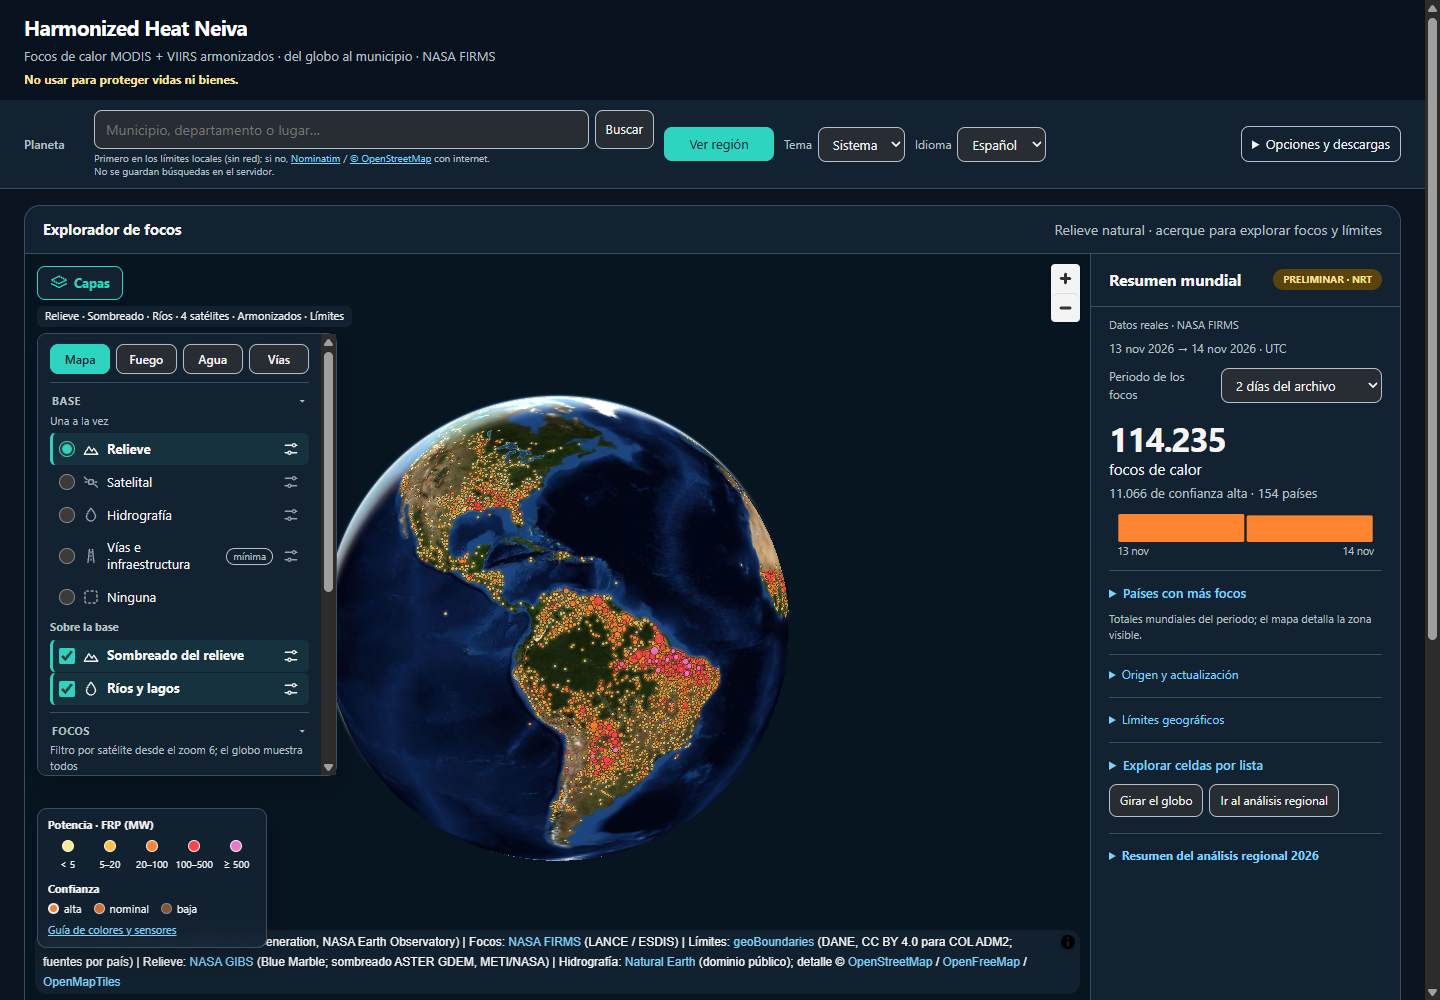 Harmonized Heat Neiva
Focos de calor MODIS + VIIRS armonizados · del globo al municipio · NASA FIRMS
No usar para proteger vidas ni bienes.
Planeta
Municipio, departamento o lugar...
Buscar
Primero en los límites locales (sin red); si no, Nominatim / © OpenStreetMap con internet.
No se guardan búsquedas en el servidor.
Ver región
Tema
Sistema
Idioma
Español
Opciones y descargas
Explorador de focos
Relieve natural · acerque para explorar focos y límites
Capas
Relieve · Sombreado · Ríos · 4 satélites · Armonizados · Límites
Mapa
Fuego
Agua
Vías
BASE
Una a la vez
Relieve
Satelital
Hidrografía
Vías e
infraestructura
mínima
Ninguna
Sobre la base
Sombreado del relieve
Ríos y lagos
FOCOS
Filtro por satélite desde el zoom 6; el globo muestra
todos
Potencia · FRP (MW)
< 5
5–20
20–100
100–500
≥ 500
Confianza
alta
nominal
baja
Guía de colores y sensores
eneration, NASA Earth Observatory) | Focos: NASA FIRMS (LANCE / ESDIS) | Límites: geoBoundaries (DANE, CC BY 4.0 para COL ADM2;
fuentes por país) | Relieve: NASA GIBS (Blue Marble; sombreado ASTER GDEM, METI/NASA) | Hidrografía: Natural Earth (dominio público); detalle © OpenStreetMap / OpenFreeMap /
OpenMapTiles
Resumen mundial
PRELIMINAR · NRT
Datos reales · NASA FIRMS
13 nov 2026 → 14 nov 2026 · UTC
Periodo de los
focos
2 días del archivo
114.235
focos de calor
11.066 de confianza alta · 154 países
13 nov
14 nov
Países con más focos
Totales mundiales del periodo; el mapa detalla la zona
visible.
Origen y actualización
Límites geográficos
Explorar celdas por lista
Girar el globo
Ir al análisis regional
Resumen del análisis regional 2026